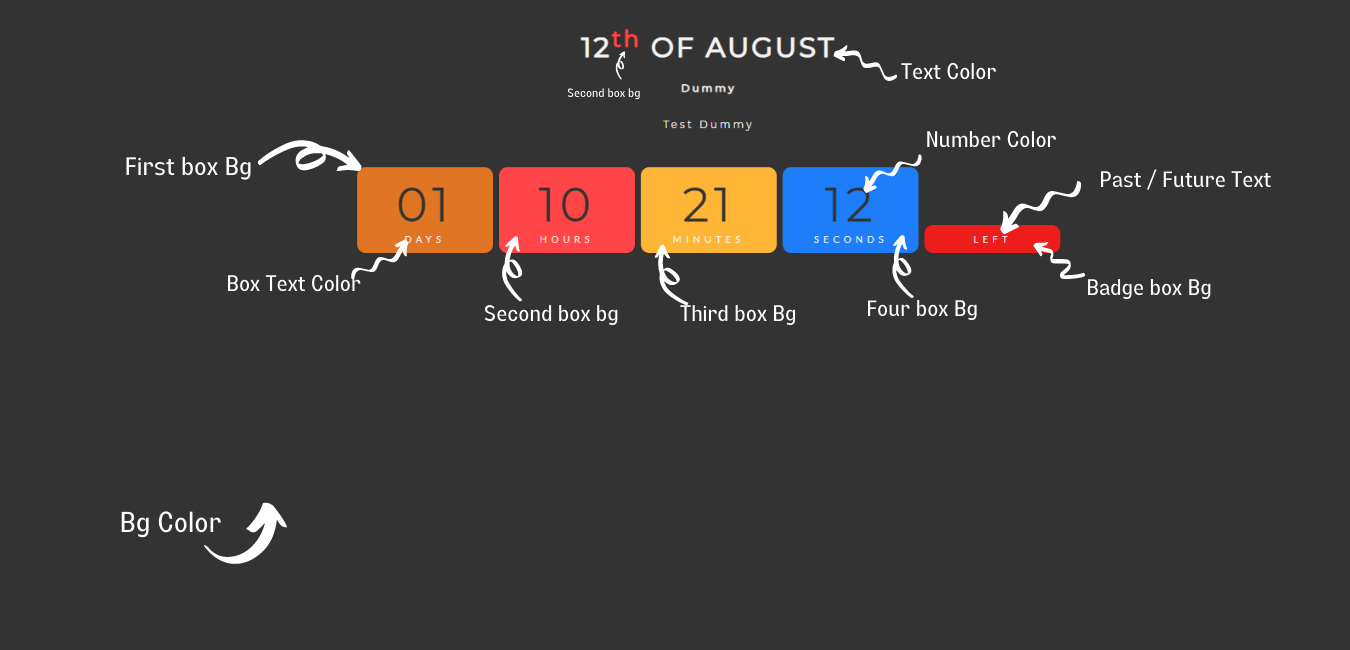 12th OF AUGUST
Text Color
Second box bg
Dummy
Test Dummy
Number Color
First box Bg
Past / Future Text
01
10
21
12
DAYS
HOURS
MINUTES
SECONDS
LEFT
Box Text Color
Second box bg
Third box Bg
Four box Bg
Badge box Bg
Bg Color